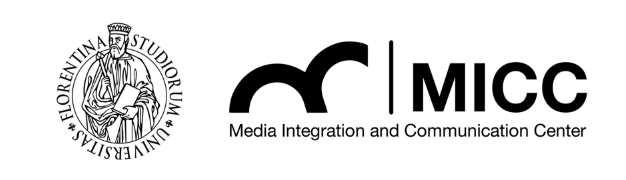 FLORENTINA STUDIORUM UNIVERSITAS
MICC
Media Integration and Communication Center